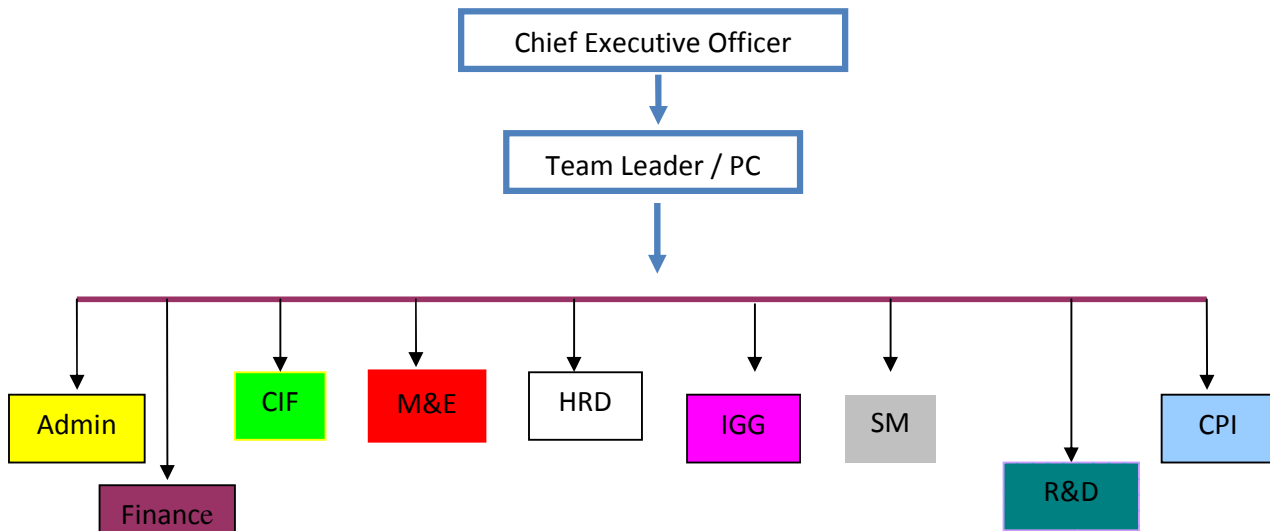 Chief Executive Officer
Team Leader / PC
Admin
Finance
CIF
M&E
HRD
IGG
SM
R&D
CPI